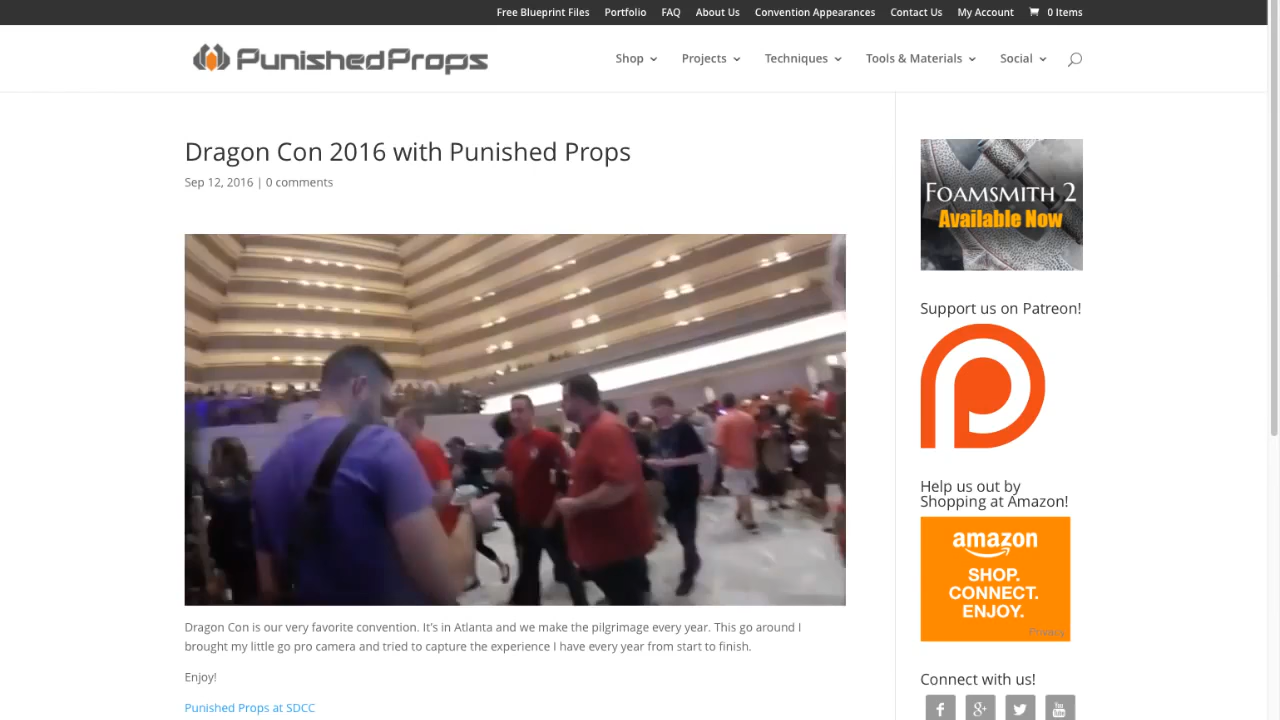 Free Blueprint Files Portfolio FAQ About Us Convention Appearances Contact Us My Account 0 Items
PunishedProps Shop Projects Techniques Tools & Materials Social
Dragon Con 2016 with Punished Props
Sep 12, 2016 | 0 comments
Dragon Con is our very favorite convention. It's in Atlanta and we make the pilgrimage every year. This go around I
brought my little go pro camera and tried to capture the experience I have every year from start to finish.
Enjoy!
Punished Props at SDCC
FOAMSMITH 2
Available Now
Support us on Patreon!
Help us out by
Shopping at Amazon!
amazon
SHOP.
CONNECT.
ENJOY.
Privacy
Connect with us!
You
Tube